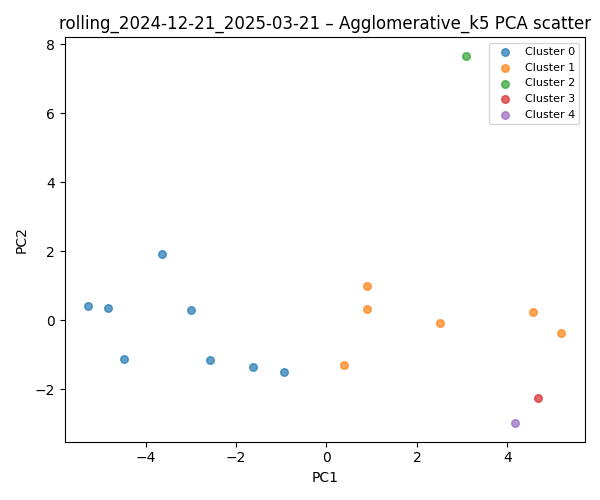 rolling_2024-12-21_2025-03-21 – Agglomerative_k5 PCA scatter
Cluster 0
Cluster 1
Cluster 2
Cluster 3
Cluster 4
8
6
4
2
0
−2
PC2
−4
−2
0
2
4
PC1